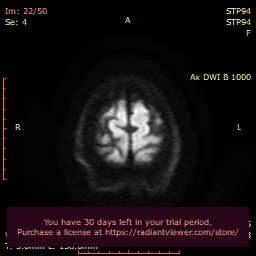 Im: 22/50
Se: 4
A
STP94
STP94
F
Ax DWI B 1000
R
L
You have 30 days left in your trial period.
Purchase a license at https://radiantviewer.com/store/